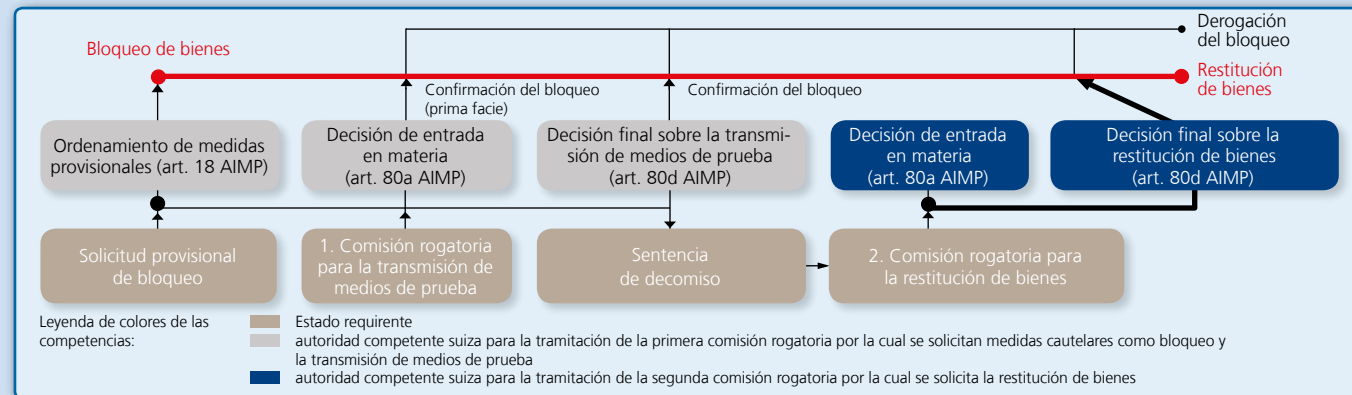 Derogación
del bloqueo
Bloqueo de bienes
Restitución
de bienes
Confirmación del bloqueo
(prima facie)
Confirmación del bloqueo
Ordenamiento de medidas
provisionales (art. 18 AIMP)
Decisión de entrada
en materia
(art. 80a AIMP)
Decisión final sobre la transmi-
sión de medios de prueba
(art. 80d AIMP)
Decisión de entrada
en materia
(art. 80a AIMP)
Decisión final sobre la
restitución de bienes
(art. 80d AIMP)
Solicitud provisional
de bloqueo
1. Comisión rogatoria
para la transmisión de
medios de prueba
Sentencia
de decomiso
2. Comisión rogatoria para
la restitución de bienes
Leyenda de colores de las
competencias:
Estado requirente
autoridad competente suiza para la tramitación de la primera comisión rogatoria por la cual se solicitan medidas cautelares como bloqueo y
la transmisión de medios de prueba
autoridad competente suiza para la tramitación de la segunda comisión rogatoria por la cual se solicita la restitución de bienes